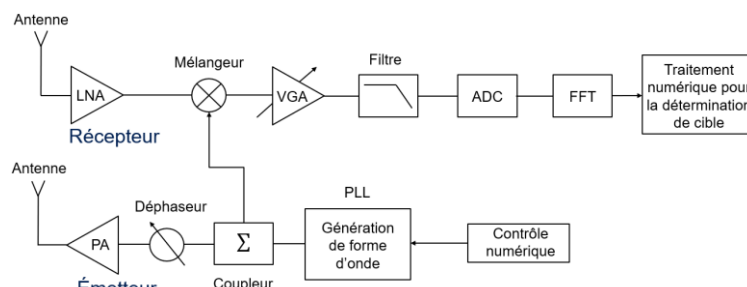 Antenne
LNA
Récepteur
Mélangeur
VGA
Filtre
ADC
FFT
Traitement
numérique pour
la détermination
de cible
Antenne
PA
Émetteur
Déphaseur
Σ
Coupleur
PLL
Génération
de forme
d'onde
Contrôle
numérique